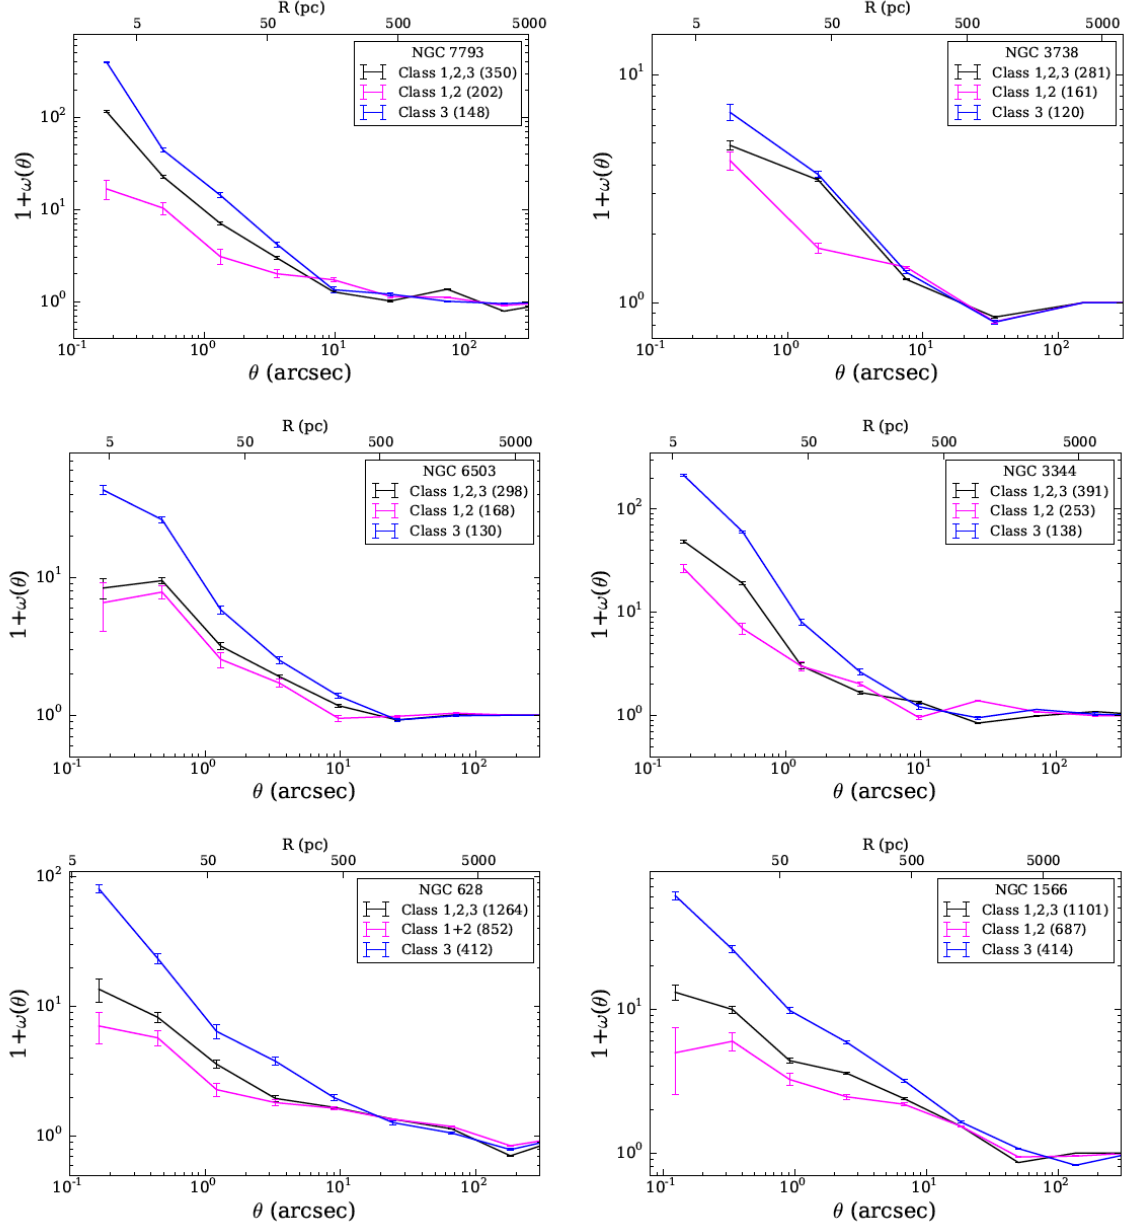 R (pc)
5 50 500 5000
NGC 7793
Class 1,2,3 (350)
Class 1,2 (202)
Class 3 (148)
1+ω(θ)
10² 10¹ 10⁰
10⁻¹ 10⁰ 10¹ 10²
θ (arcsec)
R (pc)
5 50 500 5000
NGC 3738
Class 1,2,3 (281)
Class 1,2 (161)
Class 3 (120)
1+ω(θ)
10¹ 10⁰
10⁻¹ 10⁰ 10¹ 10²
θ (arcsec)
R (pc)
5 50 500 5000
NGC 6503
Class 1,2,3 (298)
Class 1,2 (168)
Class 3 (130)
1+ω(θ)
10¹ 10⁰
10⁻¹ 10⁰ 10¹ 10²
θ (arcsec)
R (pc)
5 50 500 5000
NGC 3344
Class 1,2,3 (391)
Class 1,2 (253)
Class 3 (138)
1+ω(θ)
10² 10¹ 10⁰
10⁻¹ 10⁰ 10¹ 10²
θ (arcsec)
R (pc)
5 50 500 5000
NGC 628
Class 1,2,3 (1264)
Class 1+2 (852)
Class 3 (412)
1+ω(θ)
10² 10¹ 10⁰
10⁻¹ 10⁰ 10¹ 10²
θ (arcsec)
R (pc)
50 500 5000
NGC 1566
Class 1,2,3 (1101)
Class 1,2 (687)
Class 3 (414)
1+ω(θ)
10¹ 10⁰
10⁻¹ 10⁰ 10¹ 10²
θ (arcsec)